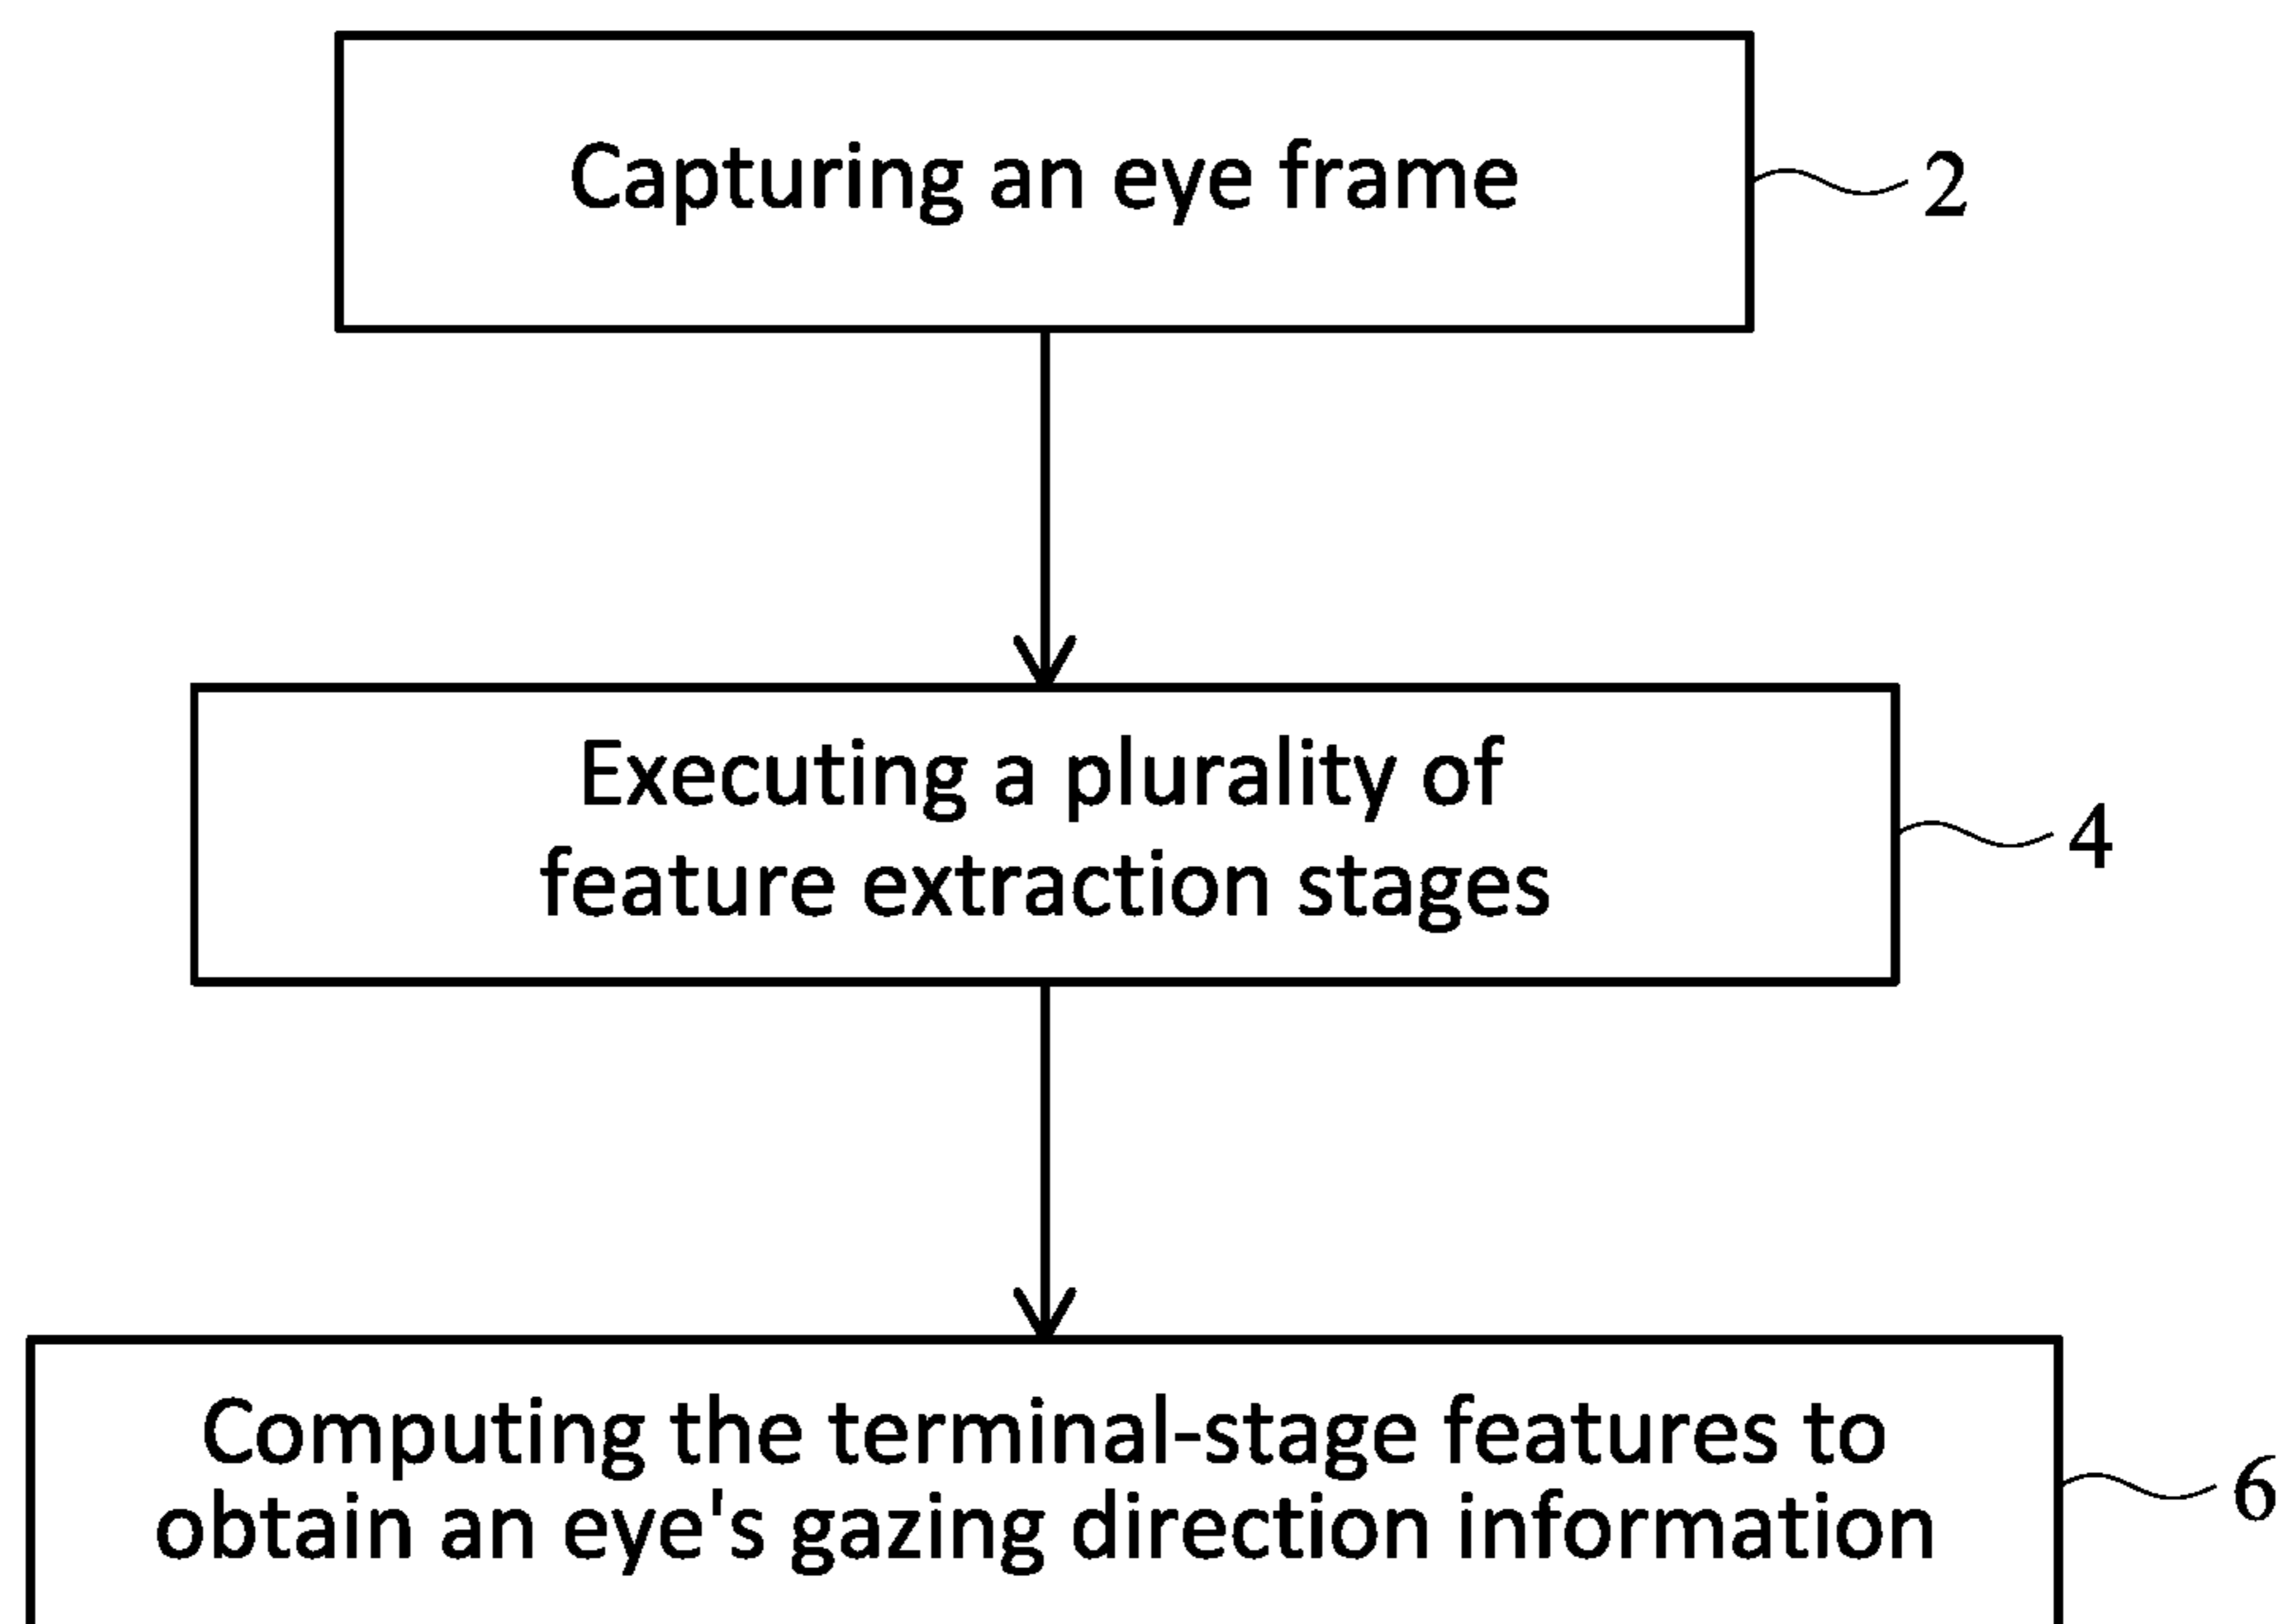 Capturing an eye frame
2
Executing a plurality of
feature extraction stages
4
Computing the terminal-stage features to
obtain an eye's gazing direction information
6